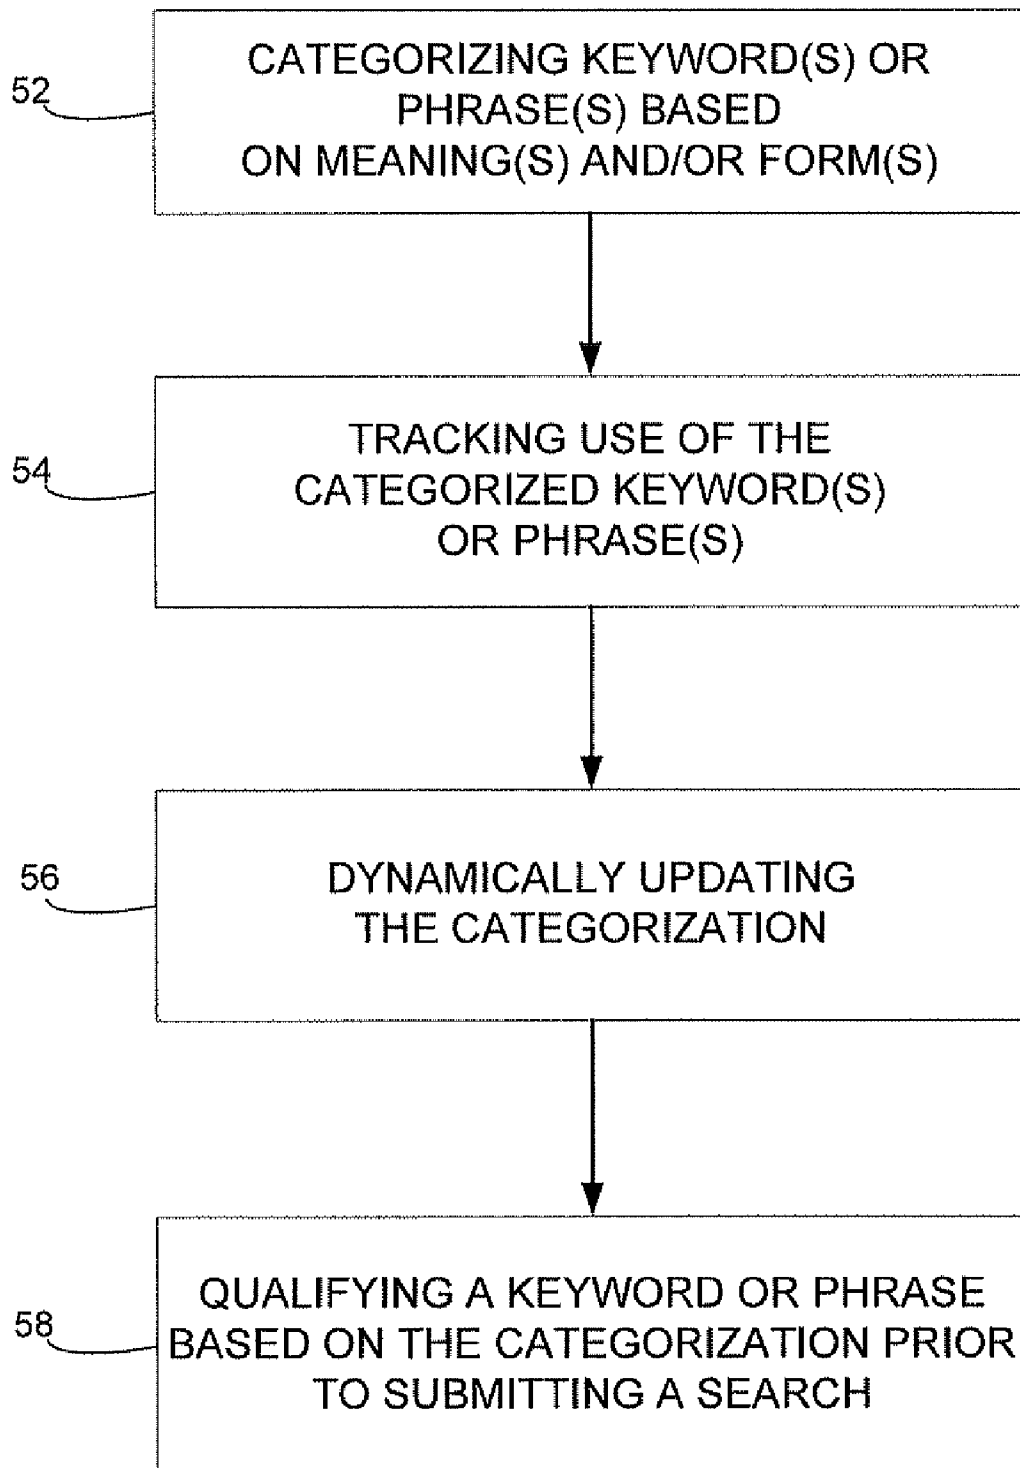 52
CATEGORIZING KEYWORD(S) OR
PHRASE(S) BASED
ON MEANING(S) AND/OR FORM(S)
54
TRACKING USE OF THE
CATEGORIZED KEYWORD(S)
OR PHRASE(S)
56
DYNAMICALLY UPDATING
THE CATEGORIZATION
58
QUALIFYING A KEYWORD OR PHRASE
BASED ON THE CATEGORIZATION PRIOR
TO SUBMITTING A SEARCH